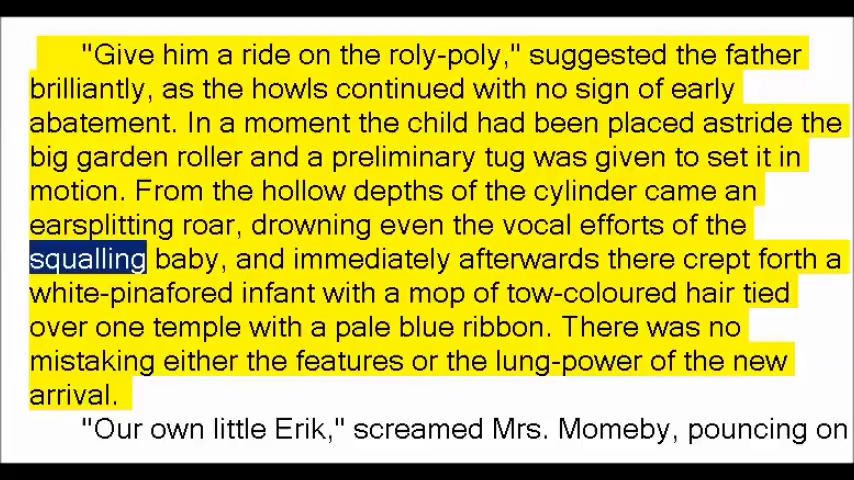 "Give him a ride on the roly-poly," suggested the father
brilliantly, as the howls continued with no sign of early
abatement. In a moment the child had been placed astride the
big garden roller and a preliminary tug was given to set it in
motion. From the hollow depths of the cylinder came an
earsplitting roar, drowning even the vocal efforts of the
squalling baby, and immediately afterwards there crept forth a
white-pinafored infant with a mop of tow-coloured hair tied
over one temple with a pale blue ribbon. There was no
mistaking either the features or the lung-power of the new
arrival.
"Our own little Erik," screamed Mrs. Momeby, pouncing on